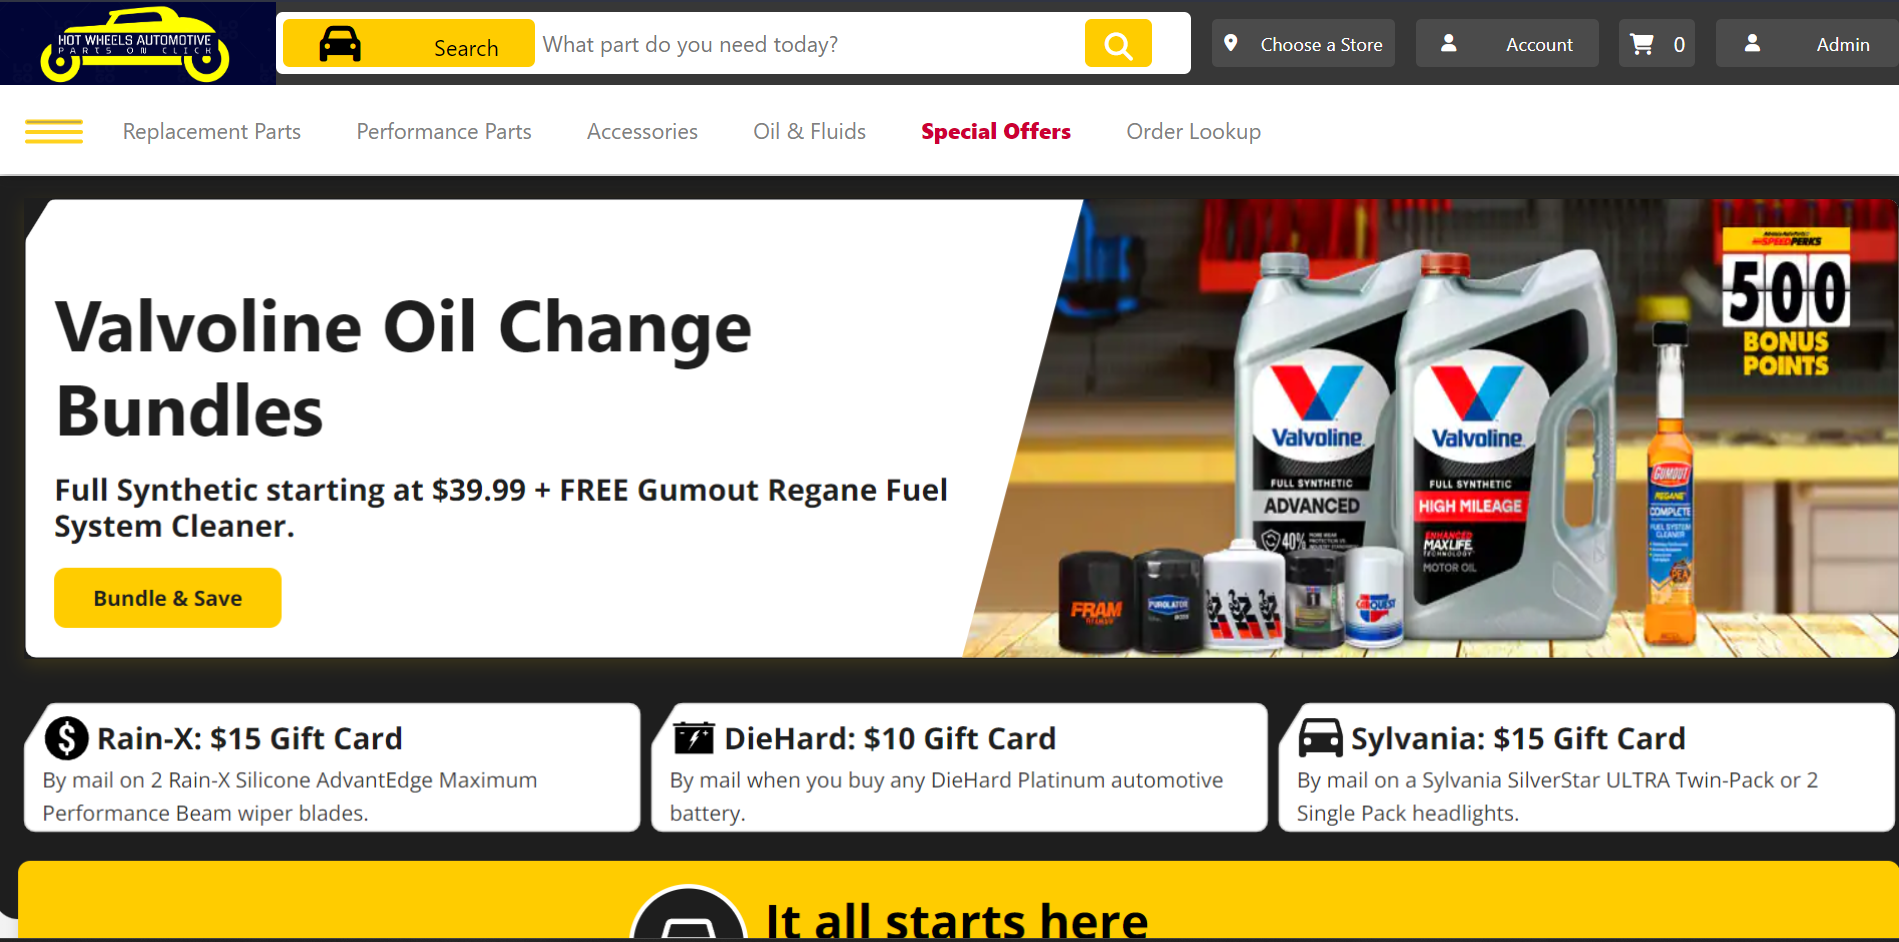 HOT WHEELS AUTOMOTIVE
PARTS ON CLICK
Search
What part do you need today?
Choose a Store
Account
0
Admin
Replacement Parts
Performance Parts
Accessories
Oil & Fluids
Special Offers
Order Lookup
Valvoline Oil Change
Bundles
Full Synthetic starting at $39.99 + FREE Gumout Regane Fuel
System Cleaner.
Bundle & Save
SPEEDPERKS
500
BONUS
POINTS
Valvoline
FULL SYNTHETIC
ADVANCED
40%
Valvoline
FULL SYNTHETIC
HIGH MILEAGE
ENHANCED
MAXLIFE
TECHNOLOGY
MOTOR OIL
GUMOUT
REGANE
COMPLETE
FUEL SYSTEM
CLEANER
FRAM
PUROLATOR
CARQUEST
Rain-X: $15 Gift Card
By mail on 2 Rain-X Silicone AdvantEdge Maximum
Performance Beam wiper blades.
DieHard: $10 Gift Card
By mail when you buy any DieHard Platinum automotive
battery.
Sylvania: $15 Gift Card
By mail on a Sylvania SilverStar ULTRA Twin-Pack or 2
Single Pack headlights.
It all starts here